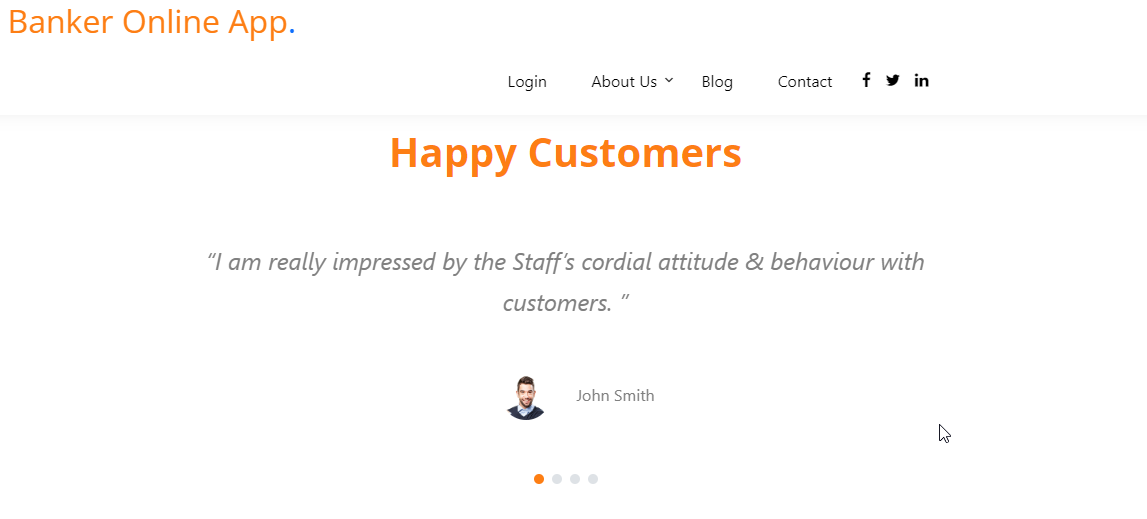 Banker Online App.
Login About Us Blog Contact
Happy Customers
“I am really impressed by the Staff’s cordial attitude & behaviour with
customers. ”
John Smith